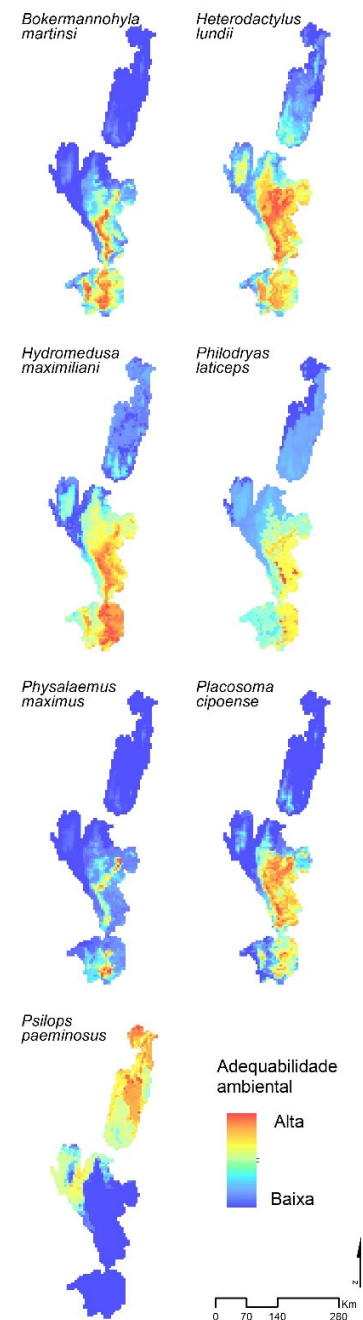 Bokermannohyla
martinsi
Heterodactylus
lundii
Hydromedusa
maximiliani
Philodryas
laticeps
Physalaemus
maximus
Placosoma
cipoense
Psilops
paeminosus
Adequabilidade
ambiental
Alta
Baixa
z
Km
0 70 140 280